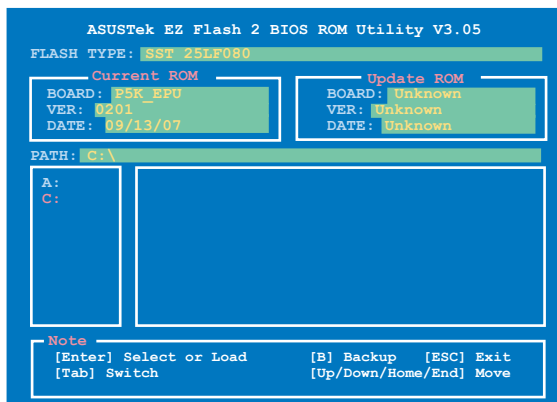 ASUSTek EZ Flash 2 BIOS ROM Utility V3.05
FLASH TYPE: SST 25LF080
Current ROM
BOARD: P5K_EPU
VER: 0201
DATE: 09/13/07
Update ROM
BOARD: Unknown
VER: Unknown
DATE: Unknown
PATH: C:\
A:
C:
Note
[Enter] Select or Load [B] Backup [ESC] Exit
[Tab] Switch [Up/Down/Home/End] Move